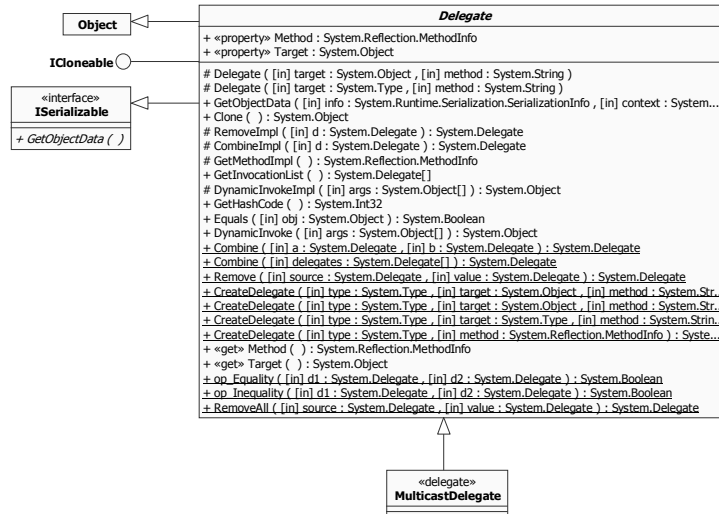 Delegate
Object
+ «property» Method : System.Reflection.MethodInfo
+ «property» Target : System.Object
ICloneable
# Delegate ( [in] target : System.Object , [in] method : System.String )
# Delegate ( [in] target : System.Type , [in] method : System.String )
+ GetObjectData ( [in] info : System.Runtime.Serialization.SerializationInfo , [in] context : System...
+ Clone ( ) : System.Object
# RemoveImpl ( [in] d : System.Delegate ) : System.Delegate
# CombineImpl ( [in] d : System.Delegate ) : System.Delegate
# GetMethodImpl ( ) : System.Reflection.MethodInfo
+ GetInvocationList ( ) : System.Delegate[]
# DynamicInvokeImpl ( [in] args : System.Object[] ) : System.Object
+ GetHashCode ( ) : System.Int32
+ Equals ( [in] obj : System.Object ) : System.Boolean
+ DynamicInvoke ( [in] args : System.Object[] ) : System.Object
+ Combine ( [in] a : System.Delegate , [in] b : System.Delegate ) : System.Delegate
+ Combine ( [in] delegates : System.Delegate[] ) : System.Delegate
+ Remove ( [in] source : System.Delegate , [in] value : System.Delegate ) : System.Delegate
+ CreateDelegate ( [in] type : System.Type , [in] target : System.Object , [in] method : System.Str...
+ CreateDelegate ( [in] type : System.Type , [in] target : System.Object , [in] method : System.Str...
+ CreateDelegate ( [in] type : System.Type , [in] target : System.Type , [in] method : System.Strin...
+ CreateDelegate ( [in] type : System.Type , [in] method : System.Reflection.MethodInfo ) : Syste...
+ «get» Method ( ) : System.Reflection.MethodInfo
+ «get» Target ( ) : System.Object
+ op_Equality ( [in] d1 : System.Delegate , [in] d2 : System.Delegate ) : System.Boolean
+ op_Inequality ( [in] d1 : System.Delegate , [in] d2 : System.Delegate ) : System.Boolean
+ RemoveAll ( [in] source : System.Delegate , [in] value : System.Delegate ) : System.Delegate
«interface»
ISerializable
+ GetObjectData ( )
«delegate»
MulticastDelegate